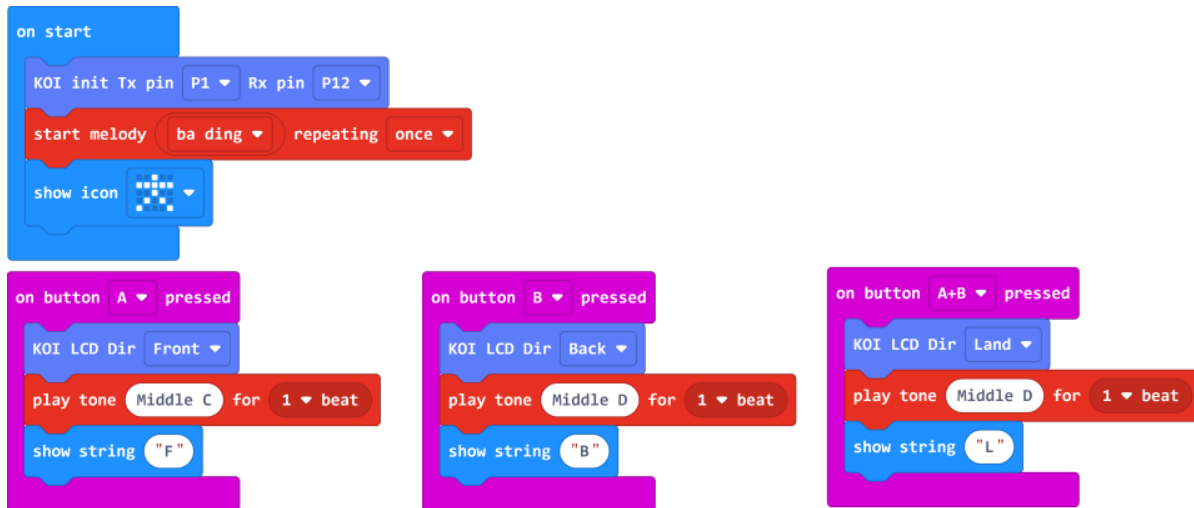 on start
KOI init Tx pin P1 Rx pin P12
start melody ba ding repeating once
show icon
on button A pressed
KOI LCD Dir Front
play tone Middle C for 1 beat
show string "F"
on button B pressed
KOI LCD Dir Back
play tone Middle D for 1 beat
show string "B"
on button A+B pressed
KOI LCD Dir Land
play tone Middle D for 1 beat
show string "L"